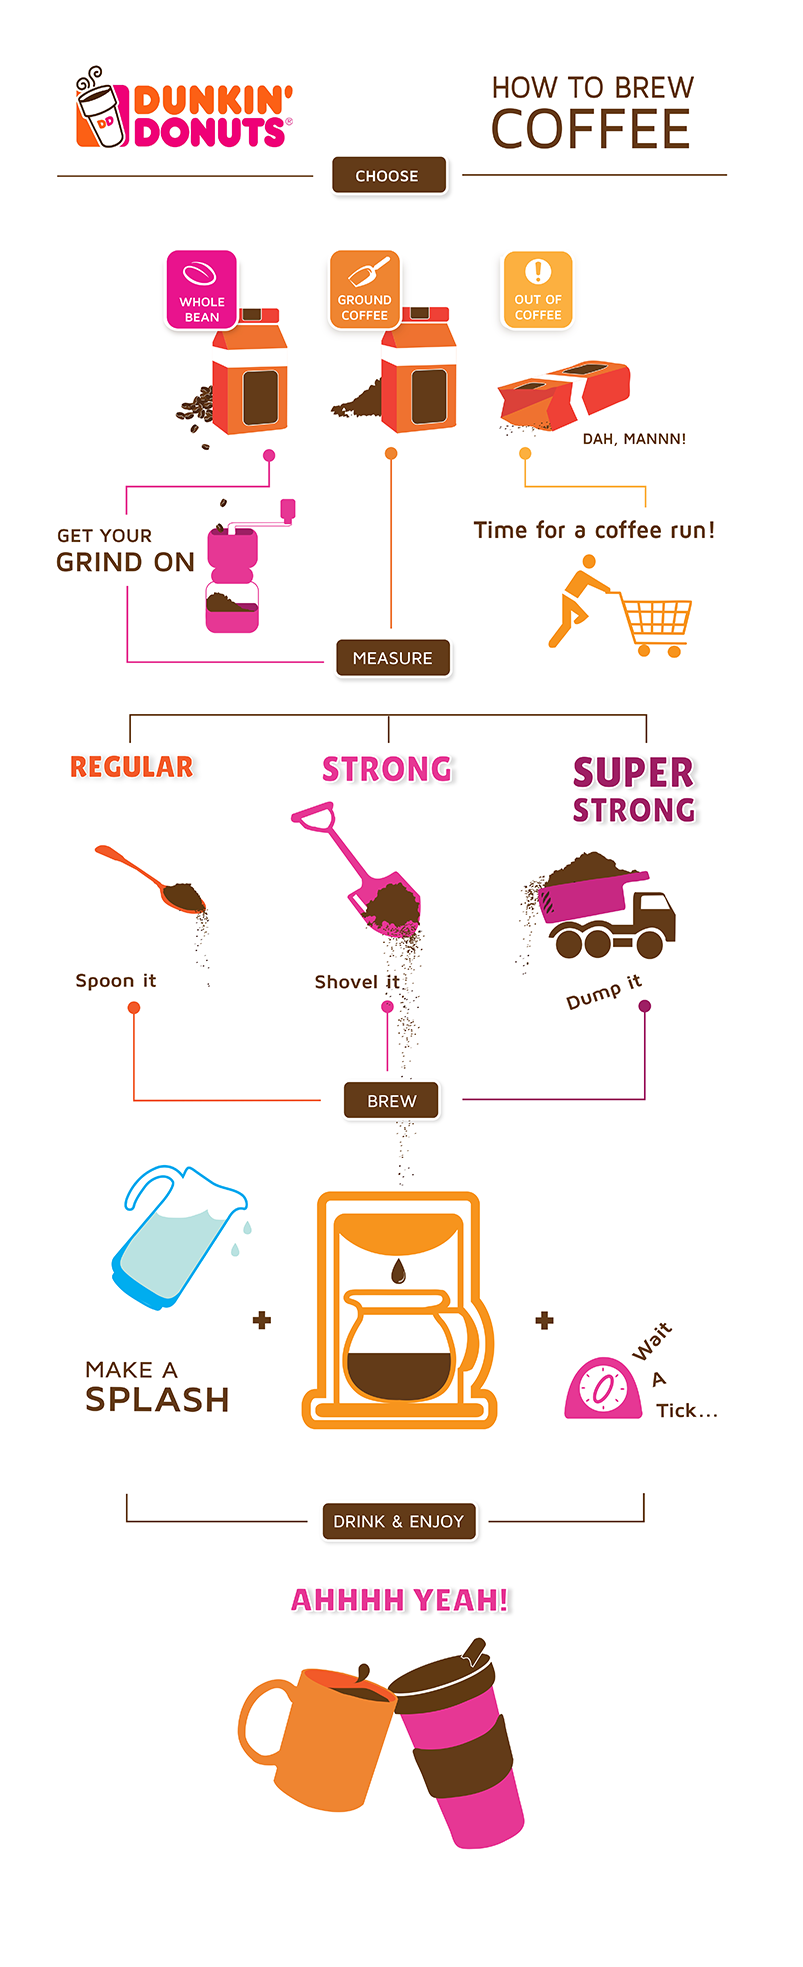 DUNKIN'
DONUTS®
DD
HOW TO BREW
COFFEE
CHOOSE
WHOLE
BEAN
GROUND
COFFEE
OUT OF
COFFEE
DAH, MANNN!
GET YOUR
GRIND ON
Time for a coffee run!
MEASURE
REGULAR
STRONG
SUPER
STRONG
Spoon it
Shovel it
Dump it
BREW
MAKE A
SPLASH
Wait
A
Tick...
DRINK & ENJOY
AHHHH YEAH!